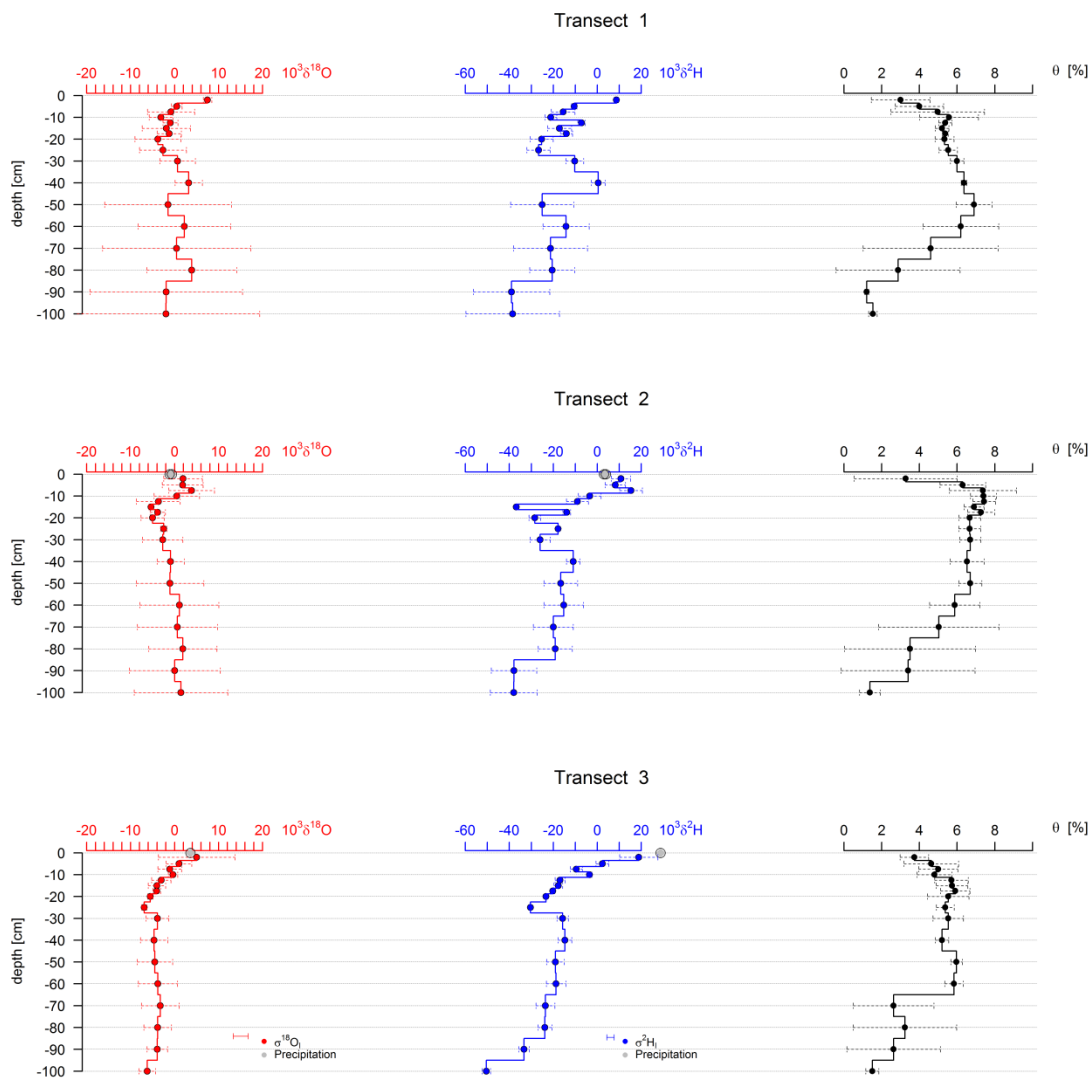 Transect 1
-20 -10 0 10 20 10³δ¹⁸O
-60 -40 -20 0 20 10³δ²H
0 2 4 6 8 θ [%]
depth [cm]
0
-10
-20
-30
-40
-50
-60
-70
-80
-90
-100
Transect 2
-20 -10 0 10 20 10³δ¹⁸O
-60 -40 -20 0 20 10³δ²H
0 2 4 6 8 θ [%]
depth [cm]
0
-10
-20
-30
-40
-50
-60
-70
-80
-90
-100
Transect 3
-20 -10 0 10 20 10³δ¹⁸O
-60 -40 -20 0 20 10³δ²H
0 2 4 6 8 θ [%]
depth [cm]
0
-10
-20
-30
-40
-50
-60
-70
-80
-90
-100
σ¹⁸Oₗ
Precipitation
σ²Hₗ
Precipitation